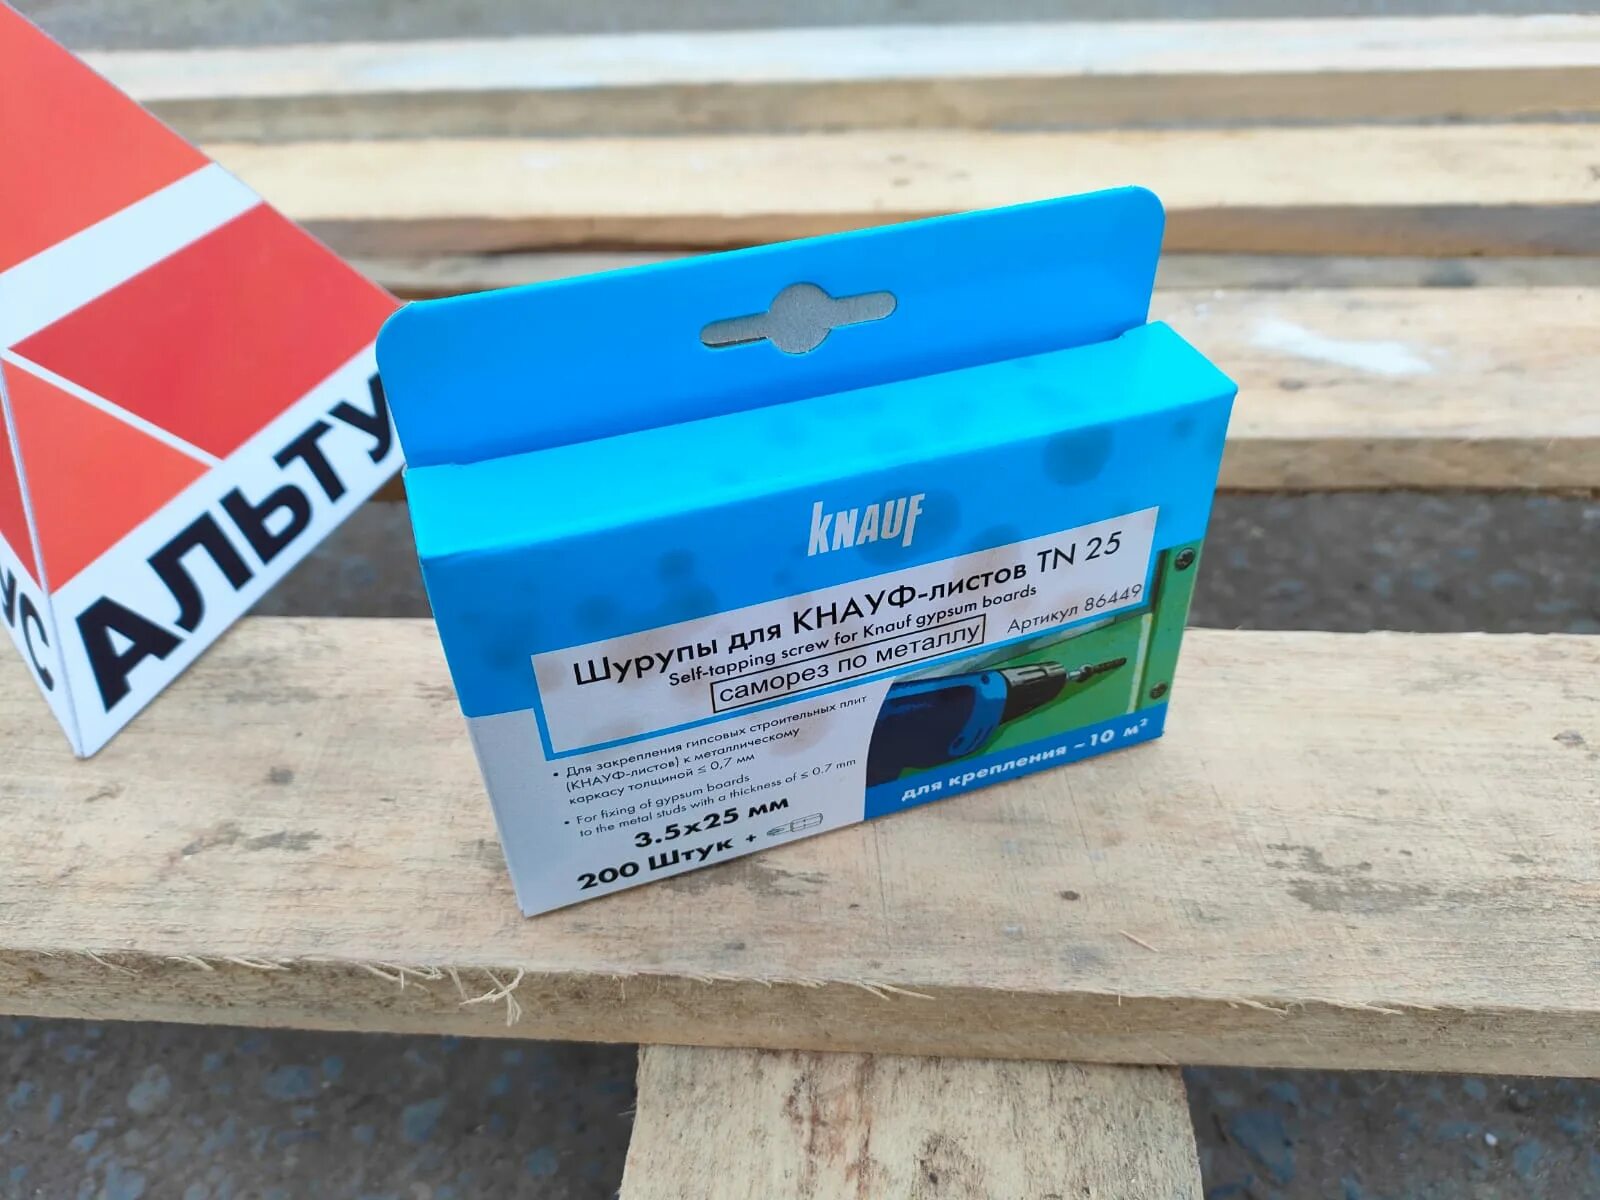 АЛЬТУ
УС
KNAUF
Шурупы для КНАУФ-листов TN 25
Self-tapping screw for Knauf gypsum boards
Артикул 86449
саморез по металлу
• Для закрепления гипсовых строительных плит
(КНАУФ-листов) к металлическому
каркасу толщиной ≤ 0,7 мм
• For fixing of gypsum boards
to the metal studs with a thickness of ≤ 0.7 mm
3.5x25 мм
200 Штук +
для крепления ~10 м²